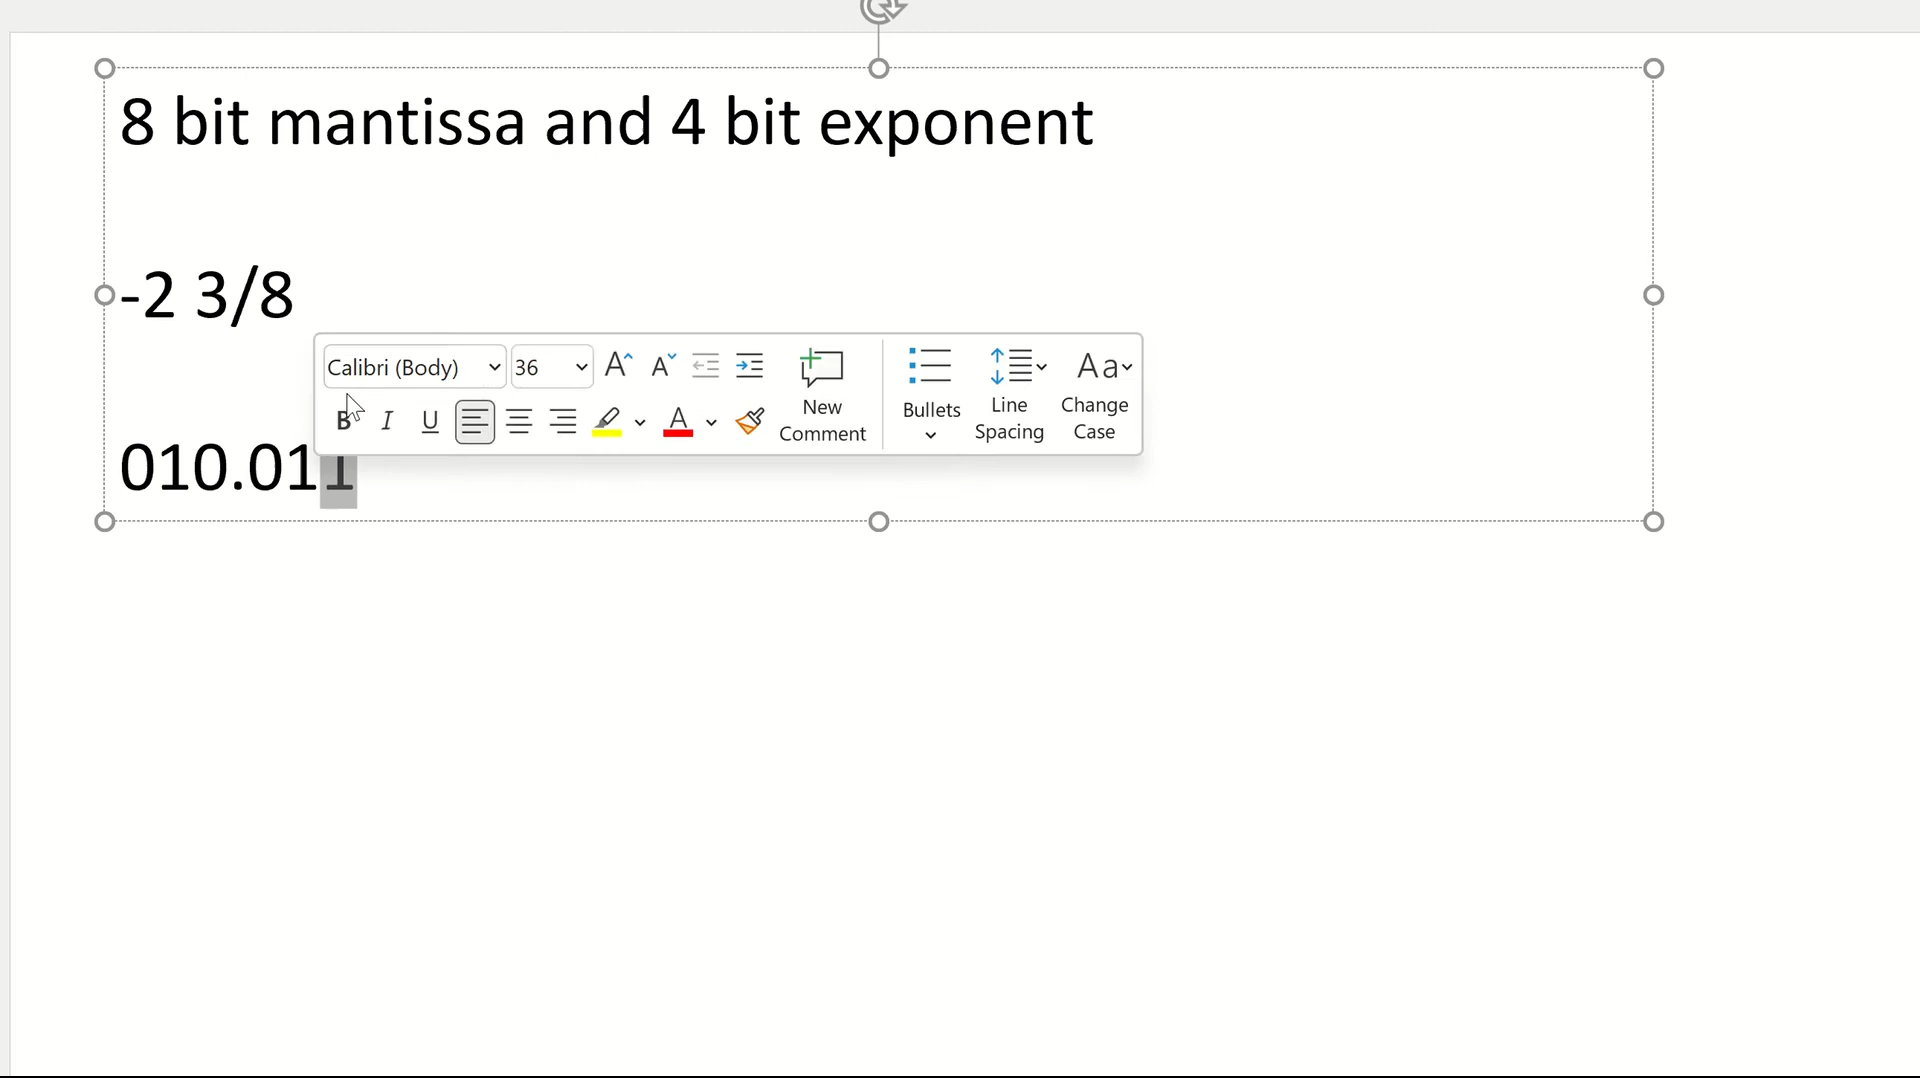 8 bit mantissa and 4 bit exponent
-2 3/8
Calibri (Body) 36 A A New Comment Bullets Line Spacing Aa Change Case
B I U A
010.011